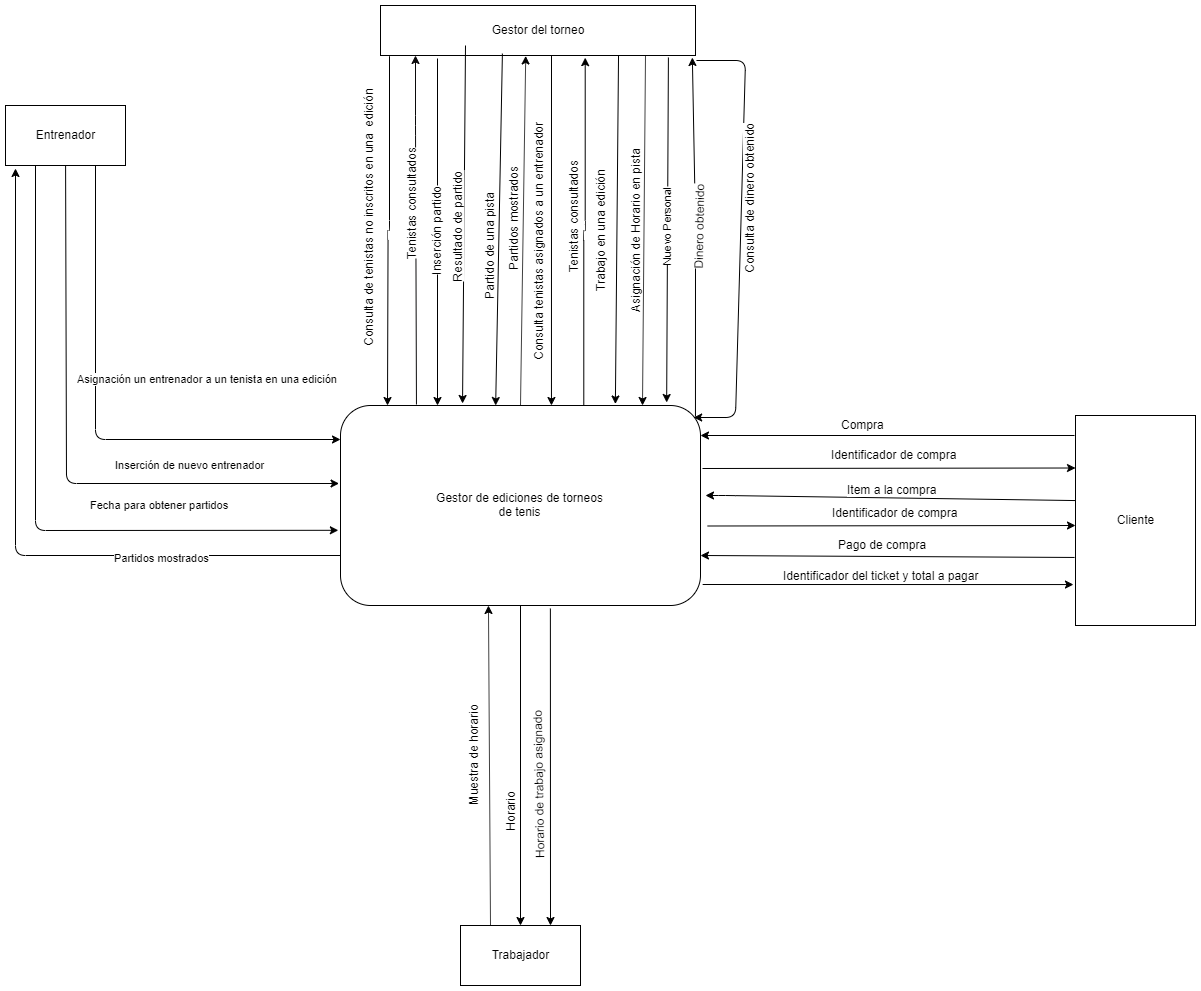 Gestor del torneo
Entrenador
Consulta de tenistas no inscritos en una edición
Tenistas consultados
Inserción partido
Resultado de partido
Partido de una pista
Partidos mostrados
Consulta tenistas asignados a un entrenador
Tenistas consultados
Trabajo en una edición
Asignación de Horario en pista
Nuevo Personal
Dinero obtenido
Consulta de dinero obtenido
Asignación un entrenador a un tenista en una edición
Inserción de nuevo entrenador
Fecha para obtener partidos
Partidos mostrados
Gestor de ediciones de torneos
de tenis
Compra
Identificador de compra
Item a la compra
Identificador de compra
Pago de compra
Identificador del ticket y total a pagar
Cliente
Muestra de horario
Horario
Horario de trabajo asignado
Trabajador